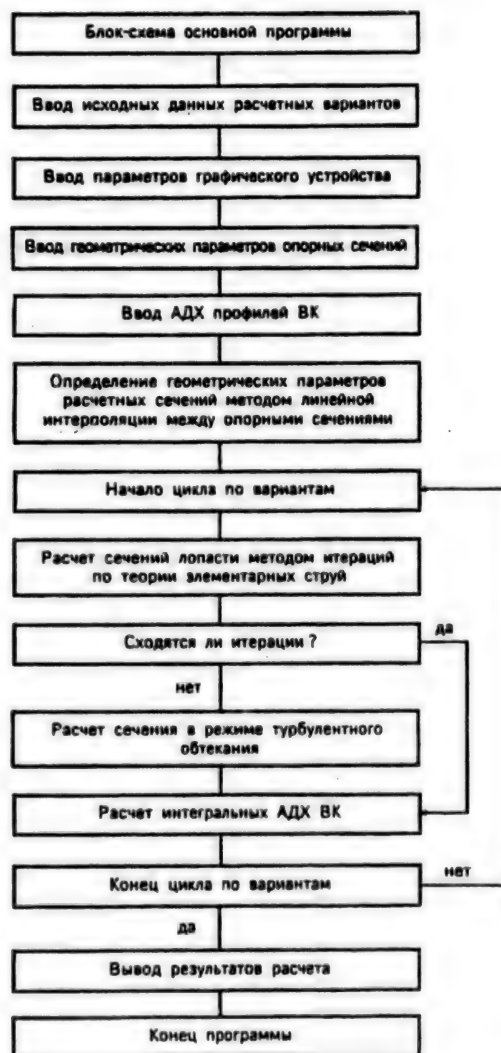 Блок-схема основной программы
Ввод исходных данных расчетных вариантов
Ввод параметров графического устройства
Ввод геометрических параметров опорных сечений
Ввод АДХ профилей ВК
Определение геометрических параметров
расчетных сечений методом линейной
интерполяции между опорными сечениями
Начало цикла по вариантам
Расчет сечений лопасти методом итераций
по теории элементарных струй
Сходятся ли итерации ?
да
нет
Расчет сечения в режиме турбулентного
обтекания
Расчет интегральных АДХ ВК
Конец цикла по вариантам
нет
да
Вывод результатов расчета
Конец программы